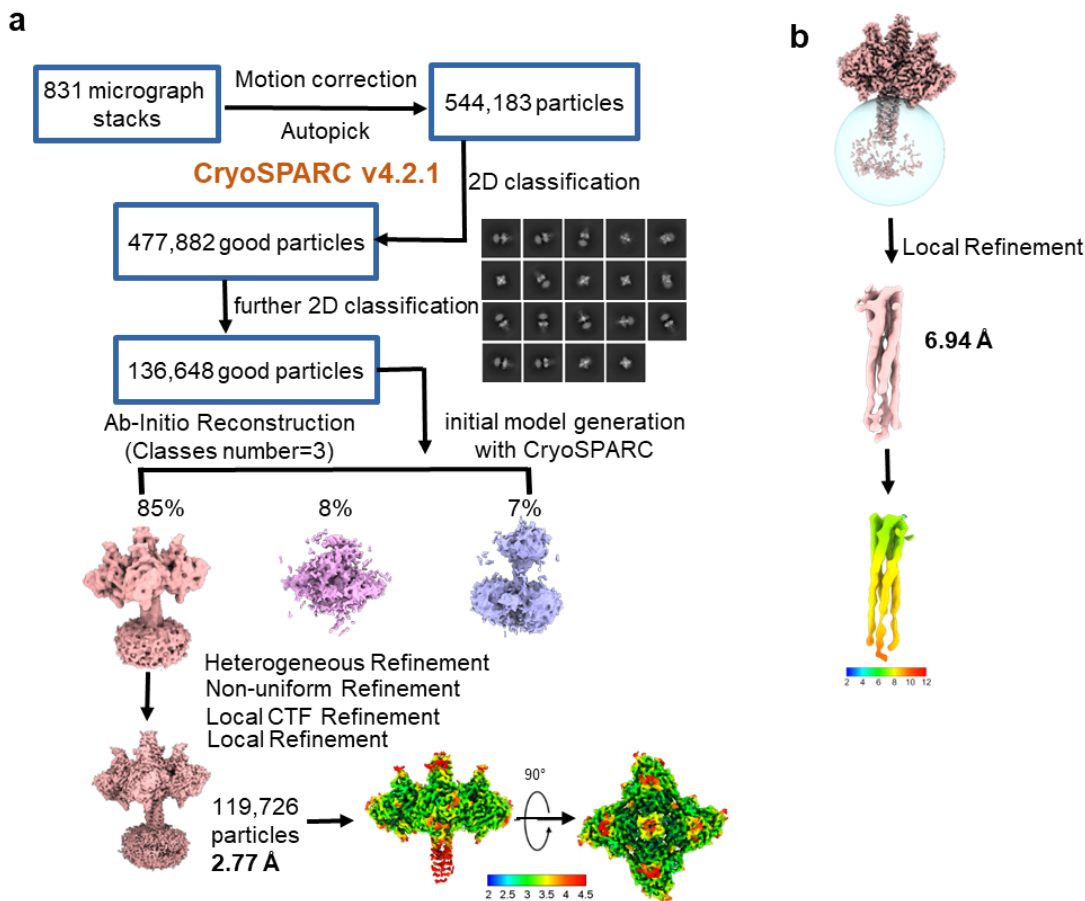 a
831 micrograph
stacks
Motion correction
Autopick
544,183 particles
CryoSPARC v4.2.1
2D classification
477,882 good particles
further 2D classification
136,648 good particles
Ab-Initio Reconstruction
(Classes number=3)
initial model generation
with CryoSPARC
85%
8%
7%
Heterogeneous Refinement
Non-uniform Refinement
Local CTF Refinement
Local Refinement
119,726
particles
2.77 Å
90°
2 2.5 3 3.5 4 4.5
b
Local Refinement
6.94 Å
2 4 6 8 10 12